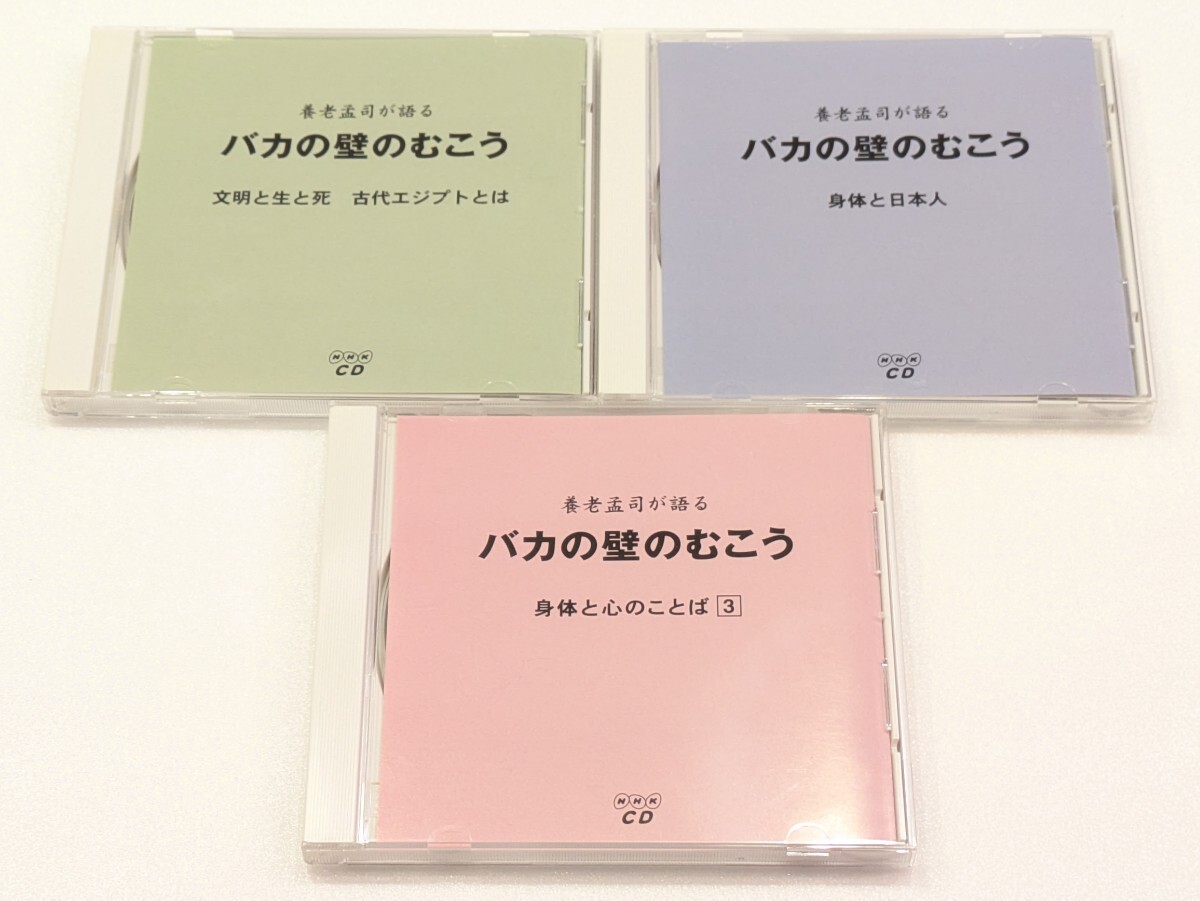 養老孟司が語る
バカの壁のむこう
文明と生と死　古代エジプトとは
NHK
CD
養老孟司が語る
バカの壁のむこう
身体と日本人
NHK
CD
養老孟司が語る
バカの壁のむこう
身体と心のことば 3
NHK
CD